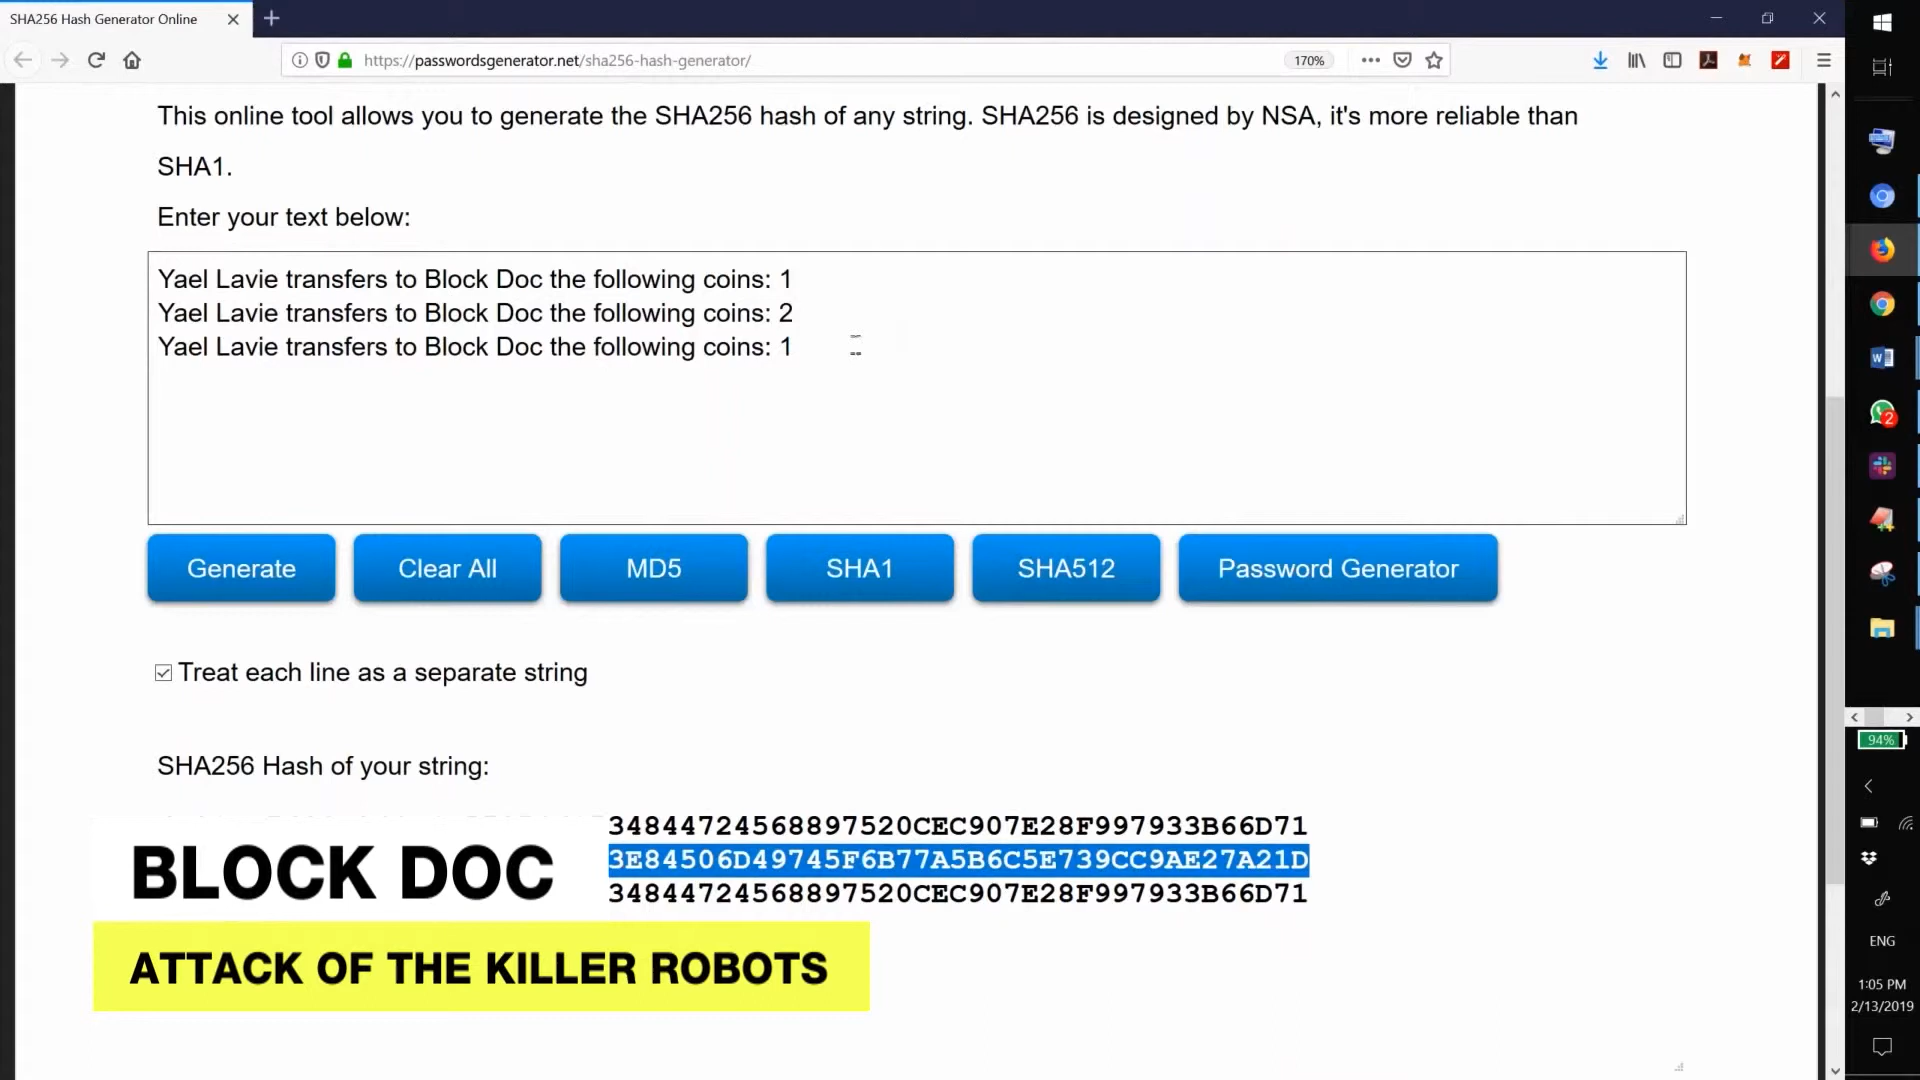 SHA256 Hash Generator Online
https://passwordsgenerator.net/sha256-hash-generator/
170%
This online tool allows you to generate the SHA256 hash of any string. SHA256 is designed by NSA, it's more reliable than
SHA1.
Enter your text below:
Yael Lavie transfers to Block Doc the following coins: 1
Yael Lavie transfers to Block Doc the following coins: 2
Yael Lavie transfers to Block Doc the following coins: 1
Generate
Clear All
MD5
SHA1
SHA512
Password Generator
Treat each line as a separate string
SHA256 Hash of your string:
34844724568897520CEC907E28F997933B66D71
3E84506D49745F6B77A5B6C5E739CC9AE27A21D
34844724568897520CEC907E28F997933B66D71
BLOCK DOC
ATTACK OF THE KILLER ROBOTS
2
94%
ENG
1:05 PM
2/13/2019